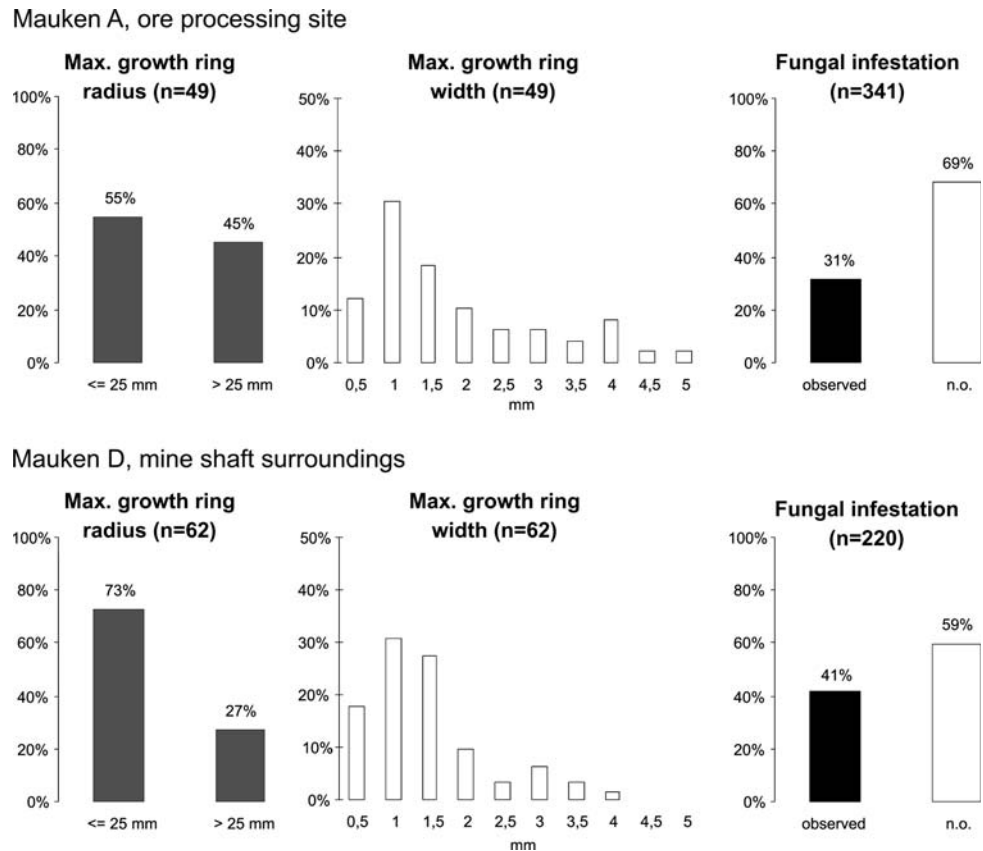 Mauken A, ore processing site
Max. growth ring
radius (n=49)
100%
80%
60%
40%
20%
0%
55%
45%
<= 25 mm
> 25 mm
Max. growth ring
width (n=49)
50%
40%
30%
20%
10%
0%
0,5 1 1,5 2 2,5 3 3,5 4 4,5 5
mm
Fungal infestation
(n=341)
100%
80%
60%
40%
20%
0%
31%
69%
observed
n.o.
Mauken D, mine shaft surroundings
Max. growth ring
radius (n=62)
100%
80%
60%
40%
20%
0%
73%
27%
<= 25 mm
> 25 mm
Max. growth ring
width (n=62)
50%
40%
30%
20%
10%
0%
0,5 1 1,5 2 2,5 3 3,5 4 4,5 5
mm
Fungal infestation
(n=220)
100%
80%
60%
40%
20%
0%
41%
59%
observed
n.o.